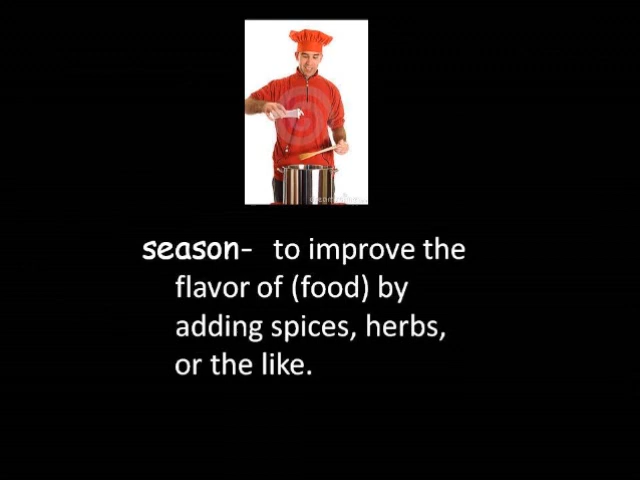 season- to improve the
flavor of (food) by
adding spices, herbs,
or the like.